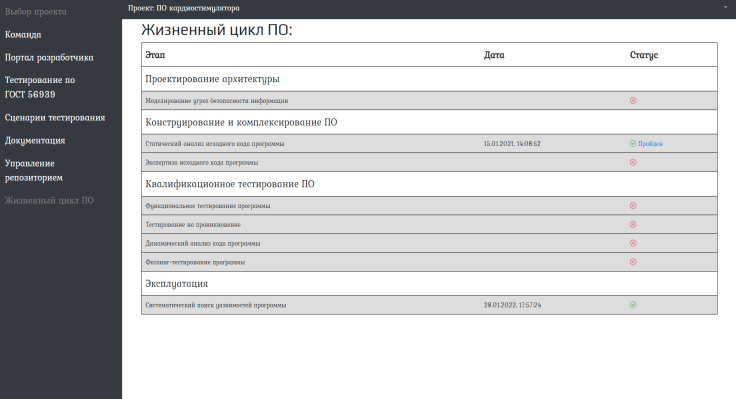 Выбор проекта
Команда
Портал разработчика
Тестирование по
ГОСТ 56939
Сценарии тестирования
Документация
Управление
репозиторием
Жизненный цикл ПО
Проект: ПО кардиостимулятора
Жизненный цикл ПО:
Этап Дата Статус
Проектирование архитектуры
Моделирование угроз безопасности информации
Конструирование и комплексирование ПО
Статический анализ исходного кода программы 15.01.2021, 14:08:52 Пройден
Экспертиза исходного кода программы
Квалификационное тестирование ПО
Функциональное тестирование программы
Тестирование на проникновение
Динамический анализ кода программы
Фаззинг-тестирование программы
Эксплуатация
Систематический поиск уязвимостей программы 28.01.2022, 17:57:24